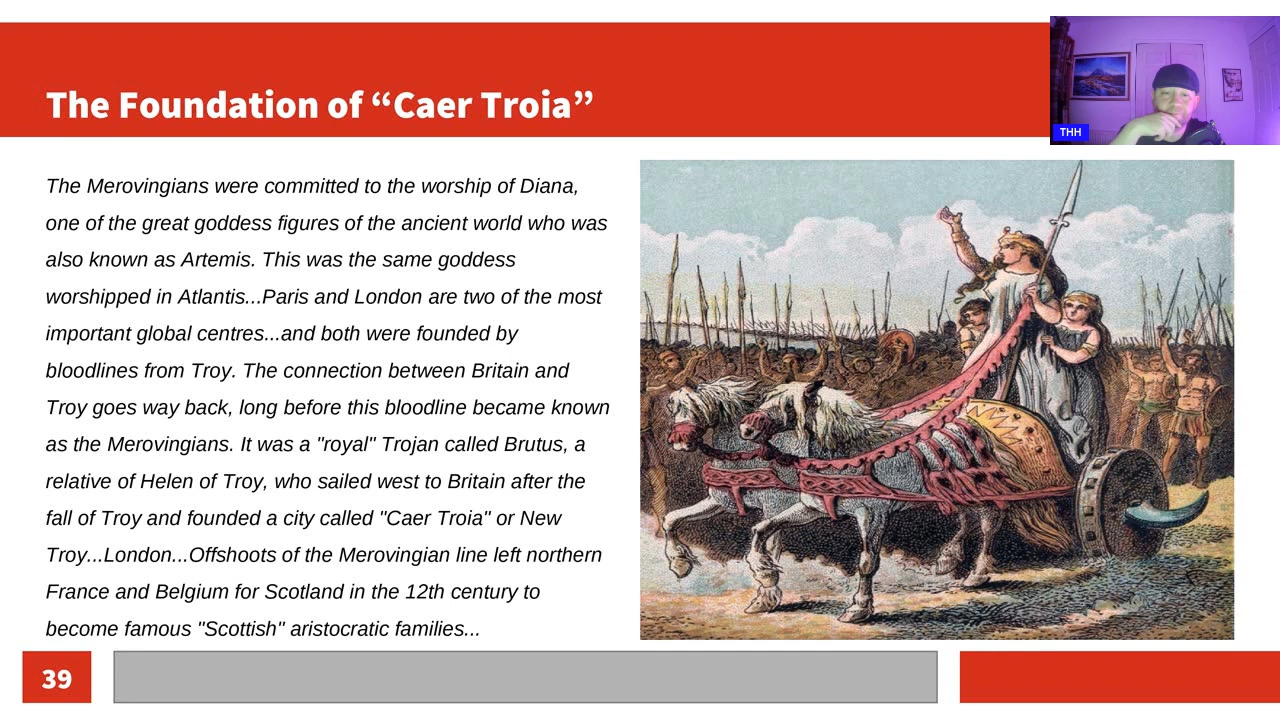 The Foundation of “Caer Troia”
THH
The Merovingians were committed to the worship of Diana,
one of the great goddess figures of the ancient world who was
also known as Artemis. This was the same goddess
worshipped in Atlantis...Paris and London are two of the most
important global centres...and both were founded by
bloodlines from Troy. The connection between Britain and
Troy goes way back, long before this bloodline became known
as the Merovingians. It was a "royal" Trojan called Brutus, a
relative of Helen of Troy, who sailed west to Britain after the
fall of Troy and founded a city called "Caer Troia" or New
Troy...London...Offshoots of the Merovingian line left northern
France and Belgium for Scotland in the 12th century to
become famous "Scottish" aristocratic families...
39